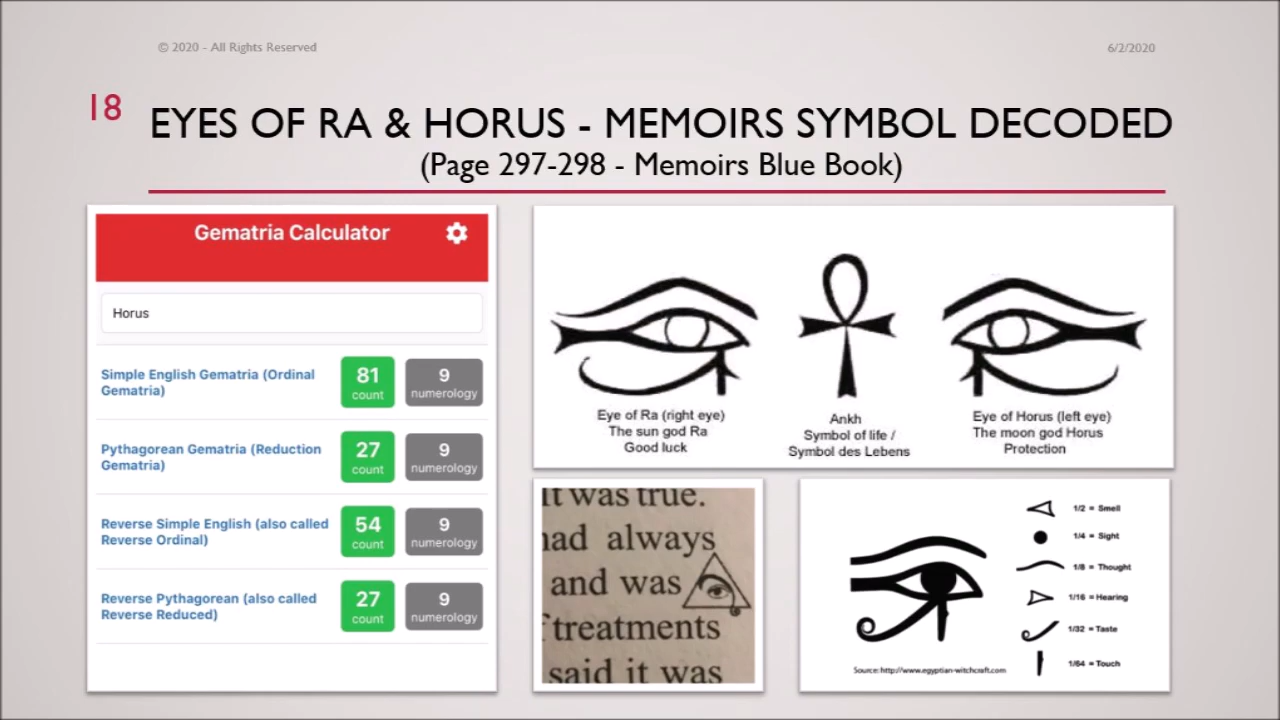 © 2020 - All Rights Reserved
6/2/2020
18
EYES OF RA & HORUS - MEMOIRS SYMBOL DECODED
(Page 297-298 - Memoirs Blue Book)
Gematria Calculator
Horus
Simple English Gematria (Ordinal
Gematria)
81
count
9
numerology
Pythagorean Gematria (Reduction
Gematria)
27
count
9
numerology
Reverse Simple English (also called
Reverse Ordinal)
54
count
9
numerology
Reverse Pythagorean (also called
Reverse Reduced)
27
count
9
numerology
Eye of Ra (right eye)
The sun god Ra
Good luck
Ankh
Symbol of life /
Symbol des Lebens
Eye of Horus (left eye)
The moon god Horus
Protection
it was true.
had always
and was
f treatments
said it was
1/2 = Smell
1/4 = Sight
1/8 = Thought
1/16 = Hearing
1/32 = Taste
1/64 = Touch
Source: http://www.egyptian-witchcraft.com